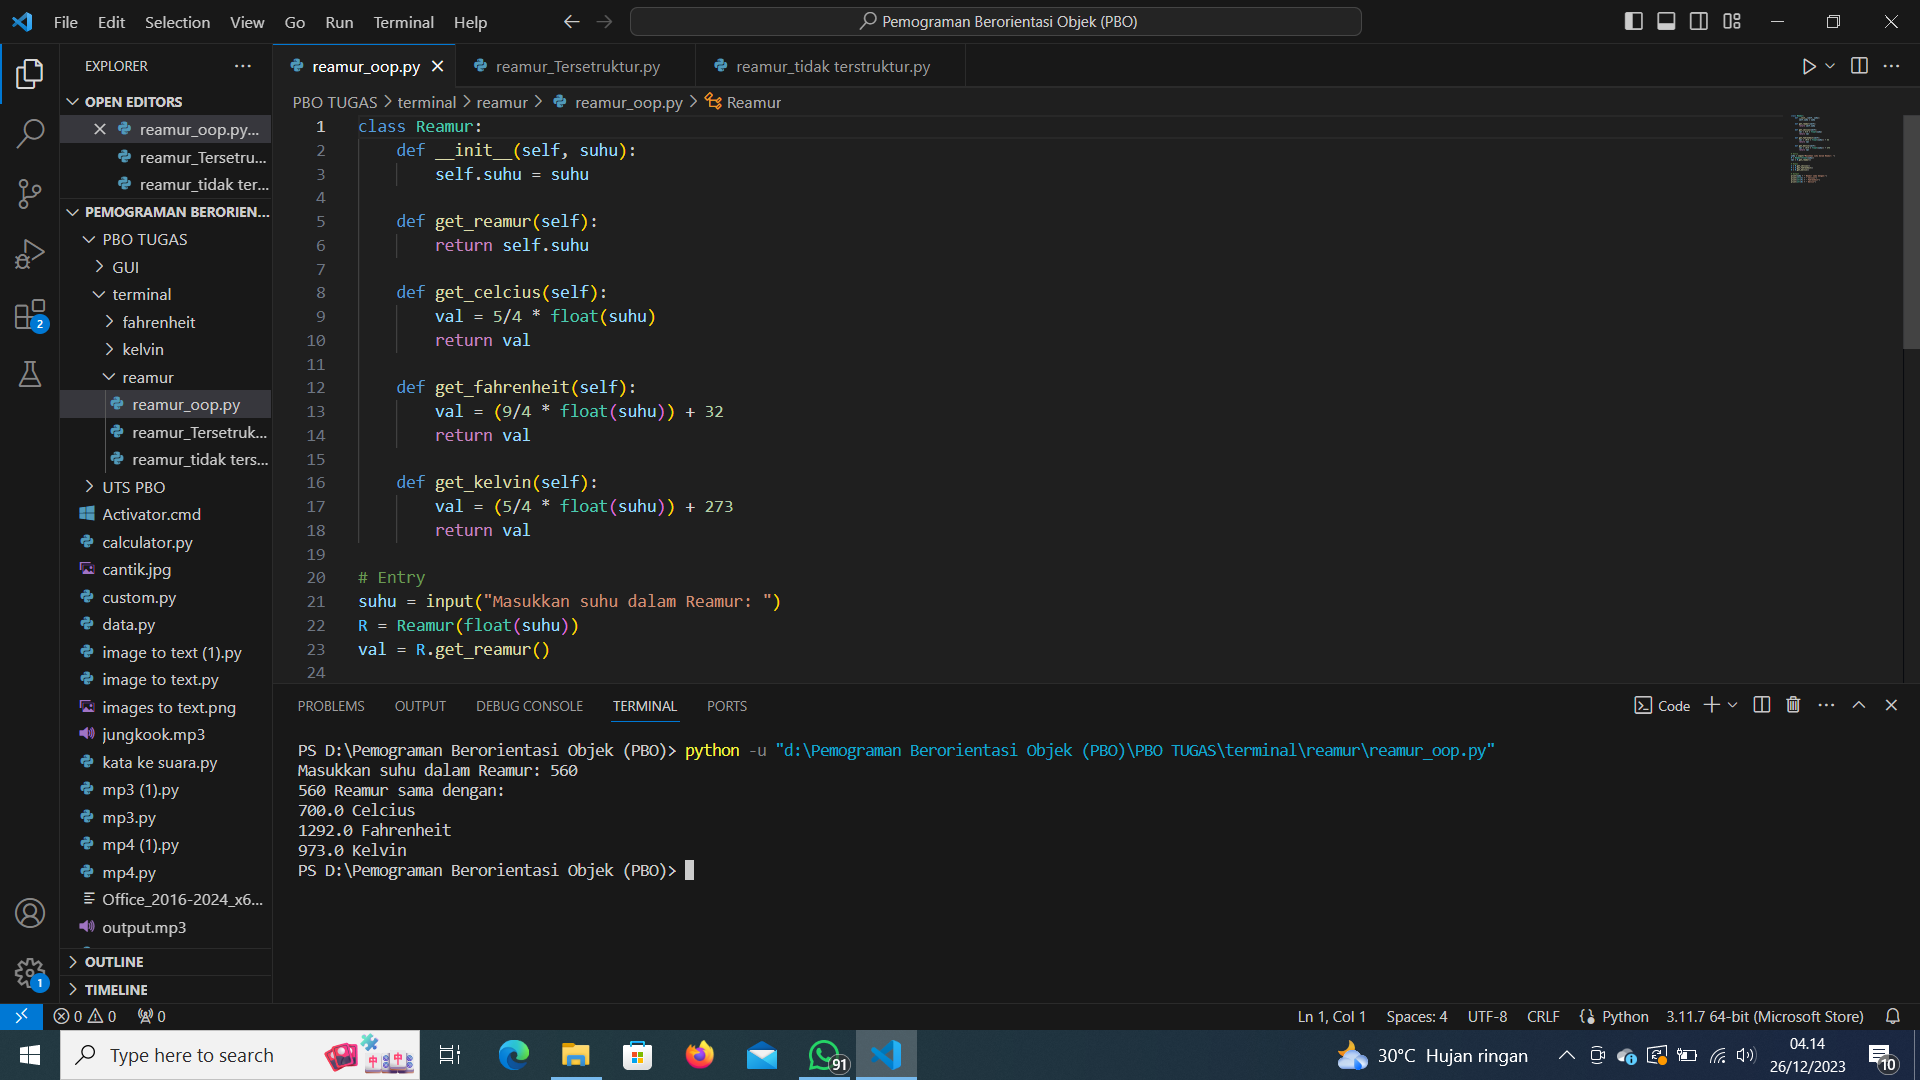 File Edit Selection View Go Run Terminal Help
Pemograman Berorientasi Objek (PBO)
EXPLORER
OPEN EDITORS
reamur_oop.py...
reamur_Tersetru...
reamur_tidak ter...
PEMOGRAMAN BERORIEN...
PBO TUGAS
GUI
terminal
fahrenheit
kelvin
reamur
reamur_oop.py
reamur_Tersetruk...
reamur_tidak ters...
UTS PBO
Activator.cmd
calculator.py
cantik.jpg
custom.py
data.py
image to text (1).py
image to text.py
images to text.png
jungkook.mp3
kata ke suara.py
mp3 (1).py
mp3.py
mp4 (1).py
mp4.py
Office_2016-2024_x6...
output.mp3
OUTLINE
TIMELINE
2
1
reamur_oop.py reamur_Tersetruktur.py reamur_tidak terstruktur.py
PBO TUGAS > terminal > reamur > reamur_oop.py > Reamur
1 class Reamur:
2 def __init__(self, suhu):
3 self.suhu = suhu
4
5 def get_reamur(self):
6 return self.suhu
7
8 def get_celcius(self):
9 val = 5/4 * float(suhu)
10 return val
11
12 def get_fahrenheit(self):
13 val = (9/4 * float(suhu)) + 32
14 return val
15
16 def get_kelvin(self):
17 val = (5/4 * float(suhu)) + 273
18 return val
19
20 # Entry
21 suhu = input("Masukkan suhu dalam Reamur: ")
22 R = Reamur(float(suhu))
23 val = R.get_reamur()
24
PROBLEMS OUTPUT DEBUG CONSOLE TERMINAL PORTS
Code
PS D:\Pemograman Berorientasi Objek (PBO)> python -u "d:\Pemograman Berorientasi Objek (PBO)\PBO TUGAS\terminal\reamur\reamur_oop.py"
Masukkan suhu dalam Reamur: 560
560 Reamur sama dengan:
700.0 Celcius
1292.0 Fahrenheit
973.0 Kelvin
PS D:\Pemograman Berorientasi Objek (PBO)>
0 0 0
Ln 1, Col 1 Spaces: 4 UTF-8 CRLF Python 3.11.7 64-bit (Microsoft Store)
Type here to search
91
30°C Hujan ringan
04.14
26/12/2023
10